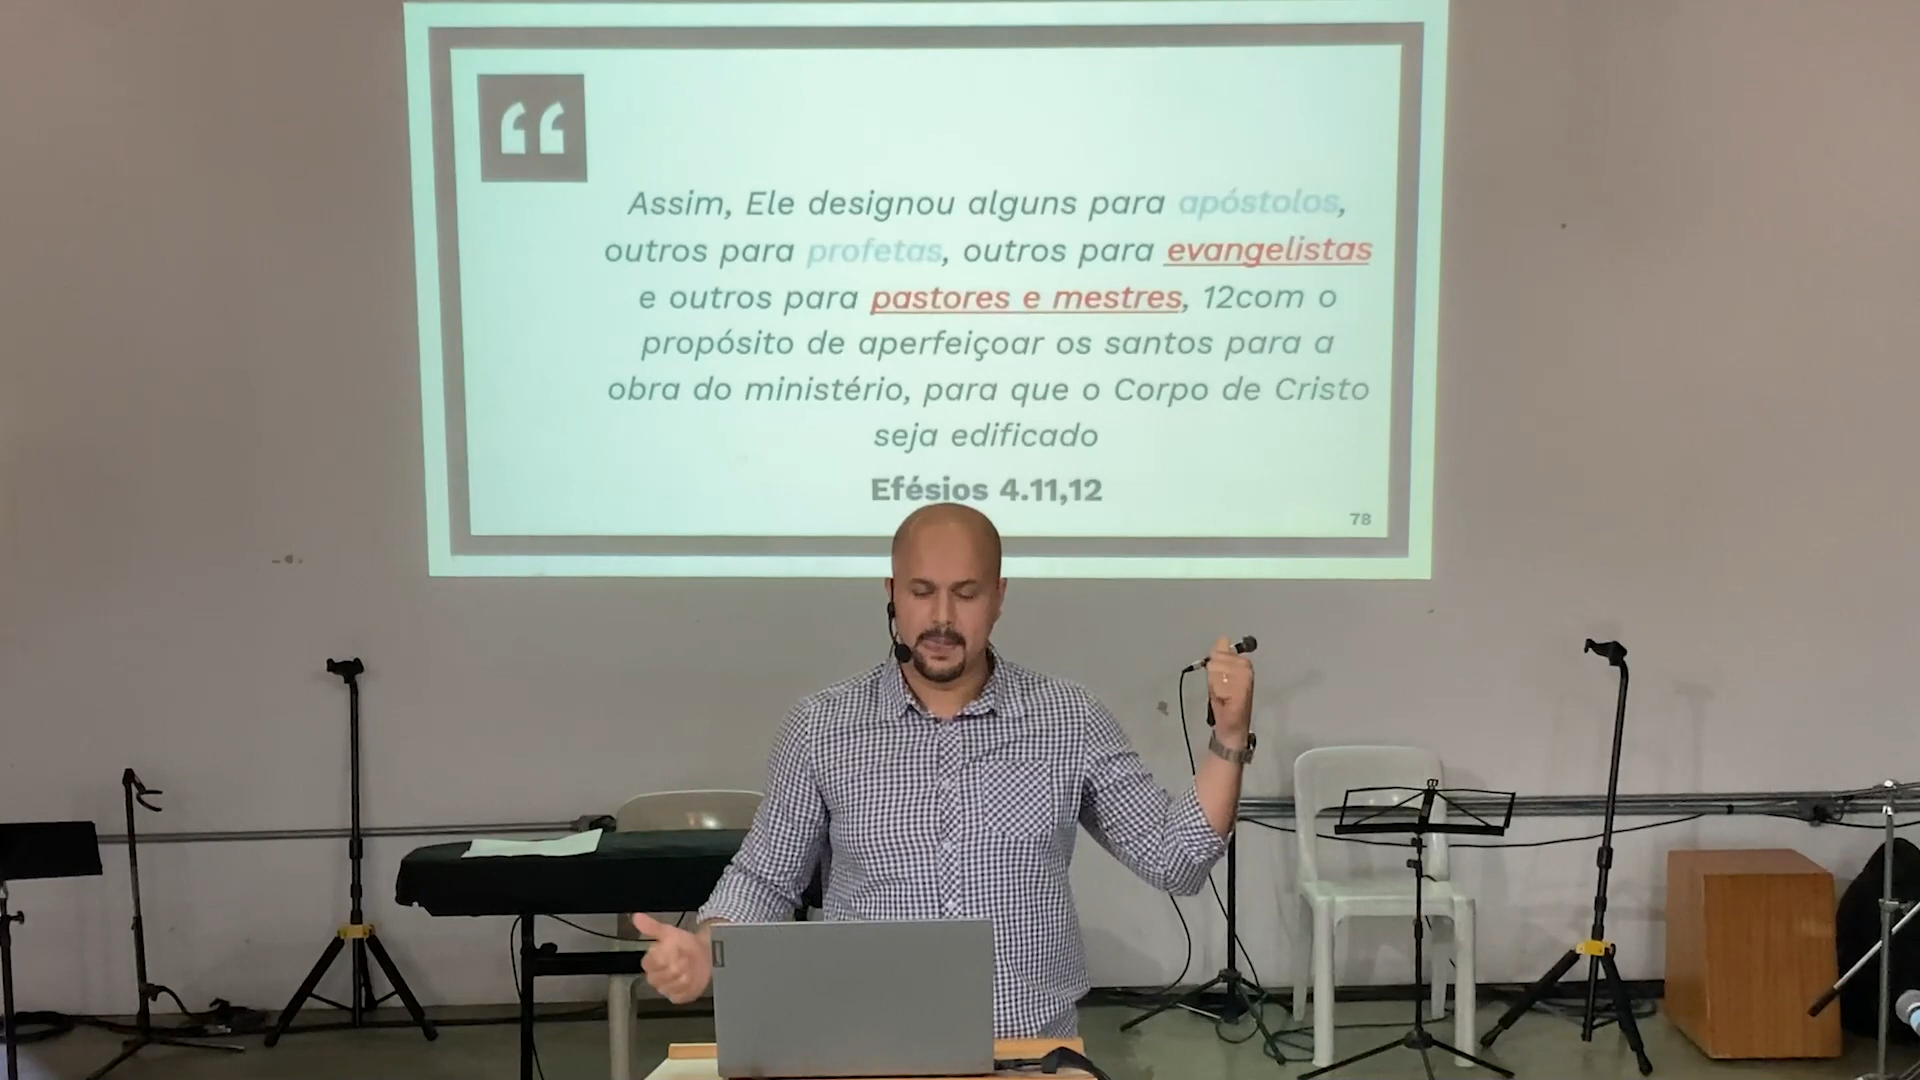 “
Assim, Ele designou alguns para apóstolos,
outros para profetas, outros para evangelistas
e outros para pastores e mestres, 12com o
propósito de aperfeiçoar os santos para a
obra do ministério, para que o Corpo de Cristo
seja edificado
Efésios 4.11,12
78